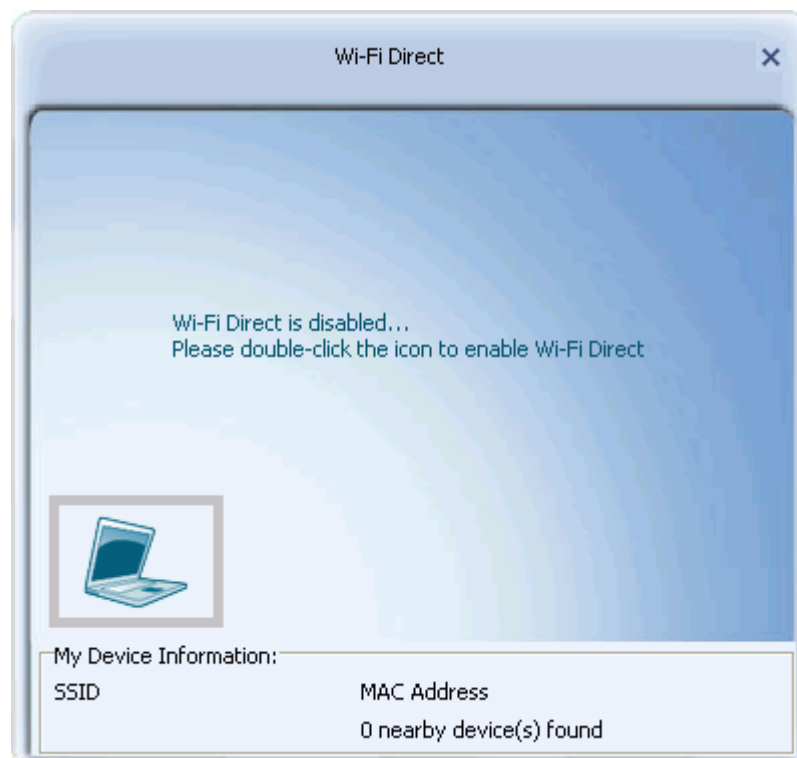 Wi-Fi Direct
Wi-Fi Direct is disabled...
Please double-click the icon to enable Wi-Fi Direct
My Device Information:
SSID
MAC Address
0 nearby device(s) found